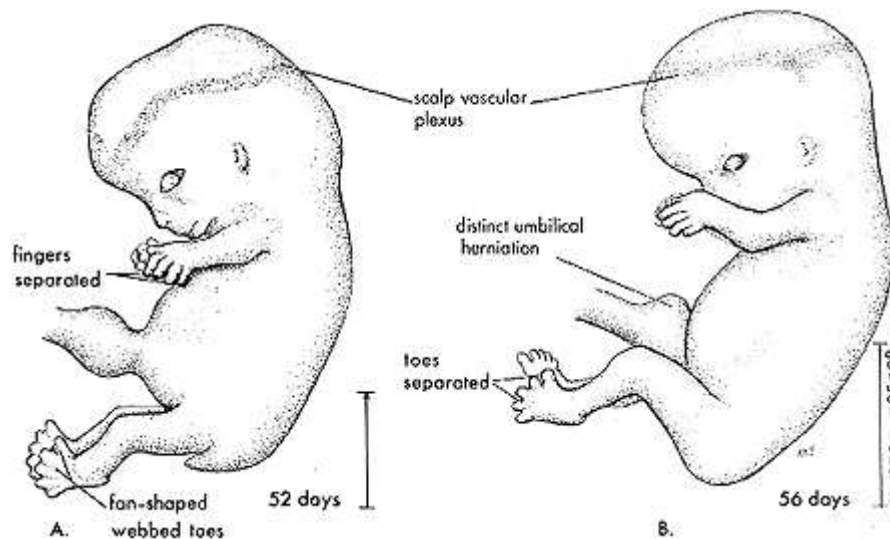 scalp vascular
plexus
fingers
separated
fan-shaped
webbed toes
52 days
A.
distinct umbilical
herniation
toes
separated
56 days
B.